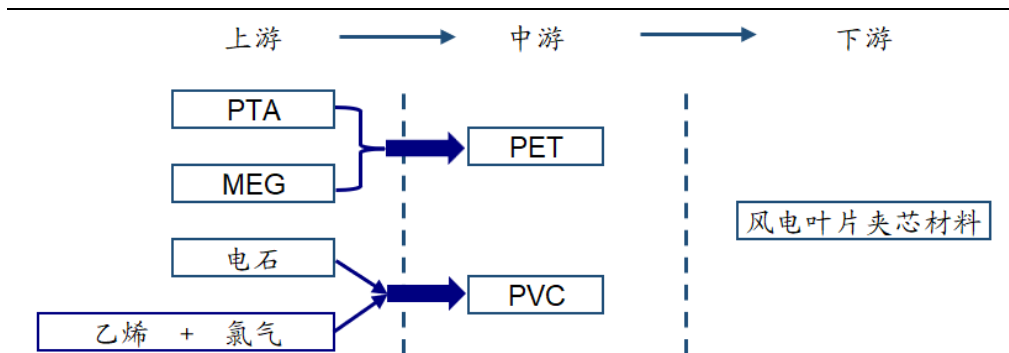 上游 中游 下游
PTA
PET
MEG
风电叶片夹芯材料
电石
PVC
乙烯 + 氯气